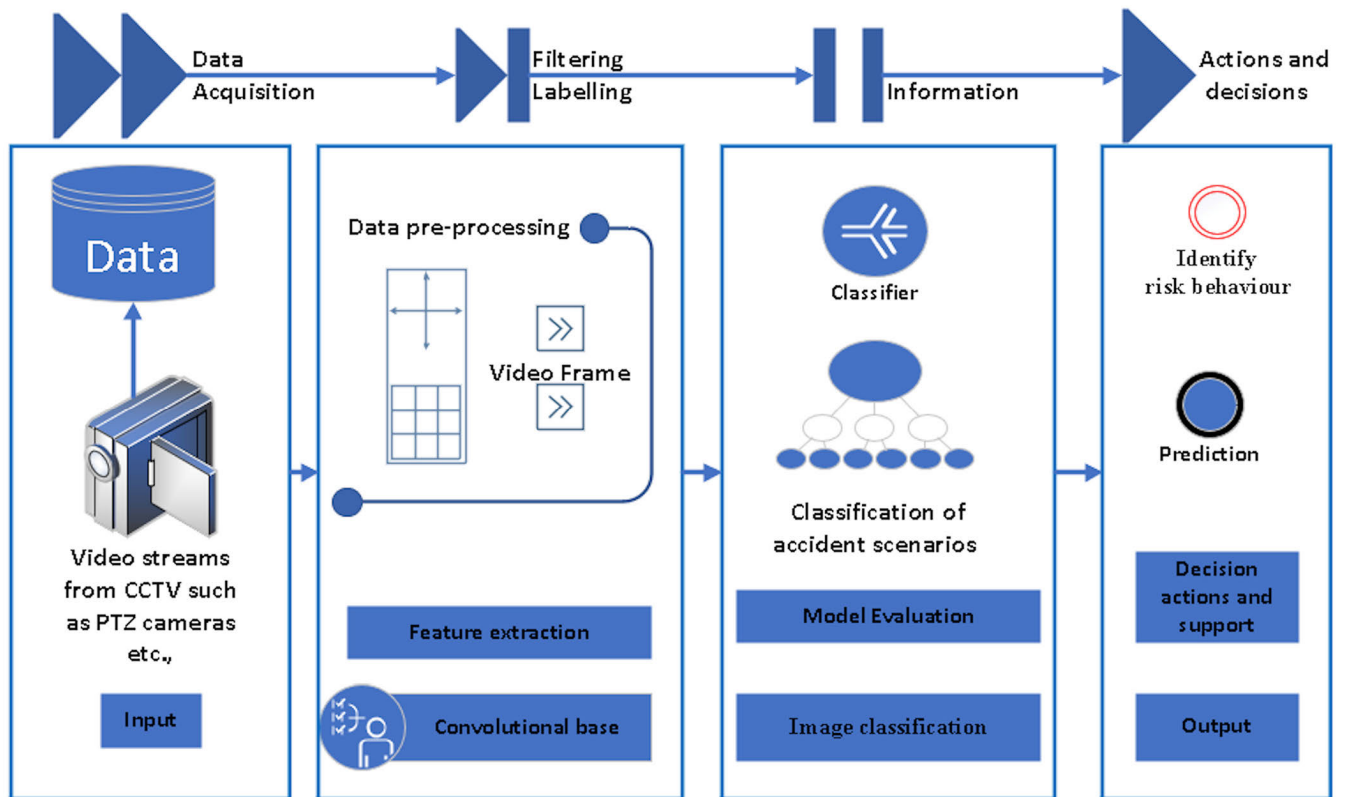 Data
Acquisition
Filtering
Labelling
Information
Actions and
decisions
Data
Video streams
from CCTV such
as PTZ cameras
etc.,
Input
Data pre-processing
Video Frame
Feature extraction
Convolutional base
Classifier
Classification of
accident scenarios
Model Evaluation
Image classification
Identify
risk behaviour
Prediction
Decision
actions and
support
Output